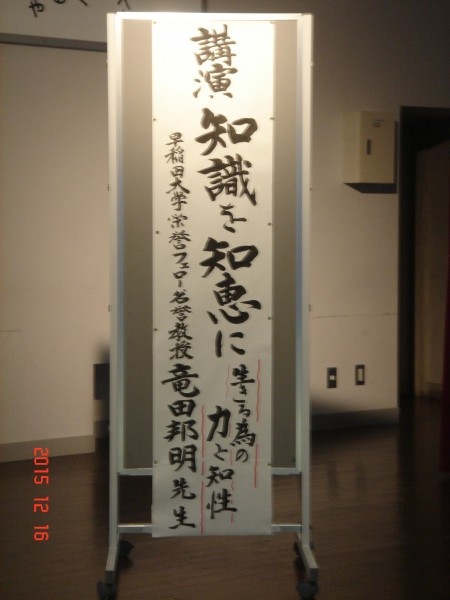 講演
知識を知恵に
生きる為の
力と知性
早稲田大学栄誉フェロー名誉教授
竜田邦明先生
2015 12 16